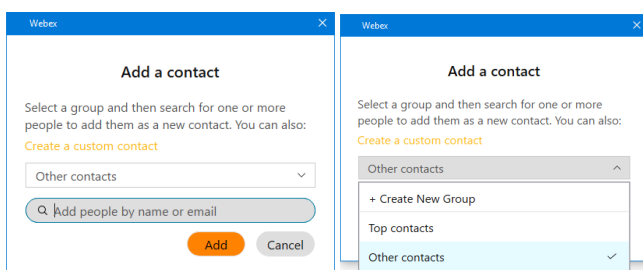 Webex
Add a contact
Select a group and then search for one or more
people to add them as a new contact. You can also:
Create a custom contact
Other contacts
Add people by name or email
Add Cancel
Webex
Add a contact
Select a group and then search for one or more
people to add them as a new contact. You can also:
Create a custom contact
Other contacts
+ Create New Group
Top contacts
Other contacts